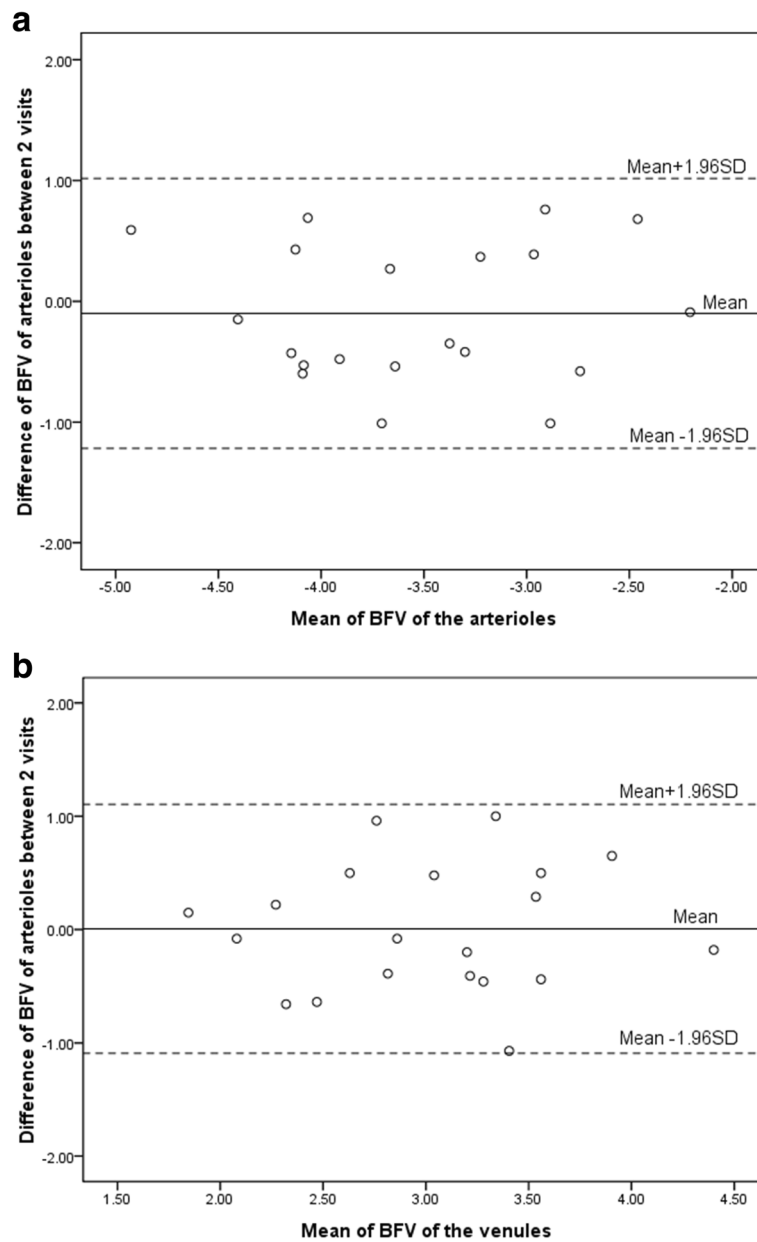 a
Difference of BFV of arterioles between 2 visits
2.00
1.00
0.00
-1.00
-2.00
Mean+1.96SD
Mean
Mean -1.96SD
-5.00 -4.50 -4.00 -3.50 -3.00 -2.50 -2.00
Mean of BFV of the arterioles
b
Difference of BFV of arterioles between 2 visits
2.00
1.00
0.00
-1.00
-2.00
Mean+1.96SD
Mean
Mean -1.96SD
1.50 2.00 2.50 3.00 3.50 4.00 4.50
Mean of BFV of the venules